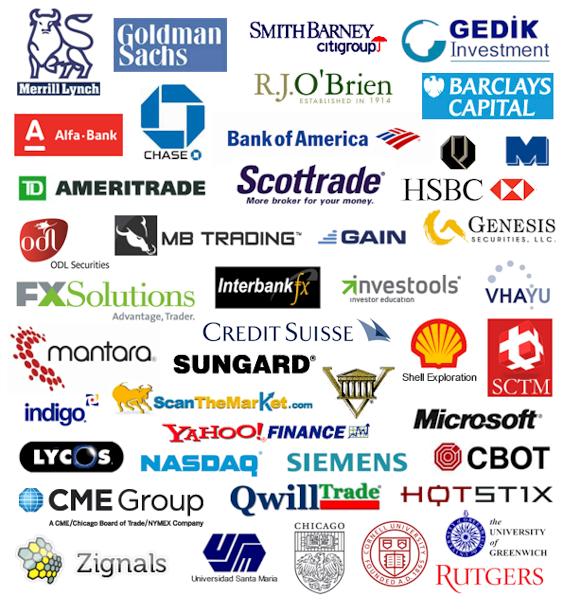 Merrill Lynch
Goldman
Sachs
SMITH BARNEY
citigroup
GEDİK
Investment
R.J.O'Brien
ESTABLISHED IN 1914
BARCLAYS
CAPITAL
A
Alfa-Bank
CHASE
Bank of America
Q
M
TD AMERITRADE
Scottrade®
More broker for your money.
HSBC
odl
ODL Securities
MB TRADING™
GAIN
GENESIS
SECURITIES, LLC.
FXSolutions
Advantage, Trader.
Interbankfx
investools®
investor education
VHAYU
mantara®
CREDIT SUISSE
SUNGARD®
Shell Exploration
SCTM
indigo
ScanTheMarKet.com
V
YAHOO! FINANCE
Microsoft®
LYCOS®
NASDAQ®
SIEMENS
CBOT
CME Group
A CME/Chicago Board of Trade/NYMEX Company
QwillTrade®
HOTSTIX
Zignals
USM
Universidad Santa Maria
CHICAGO
CORNELL UNIVERSITY
FOUNDED A.D. 1865
the
UNIVERSITY
of
GREENWICH
RUTGERS